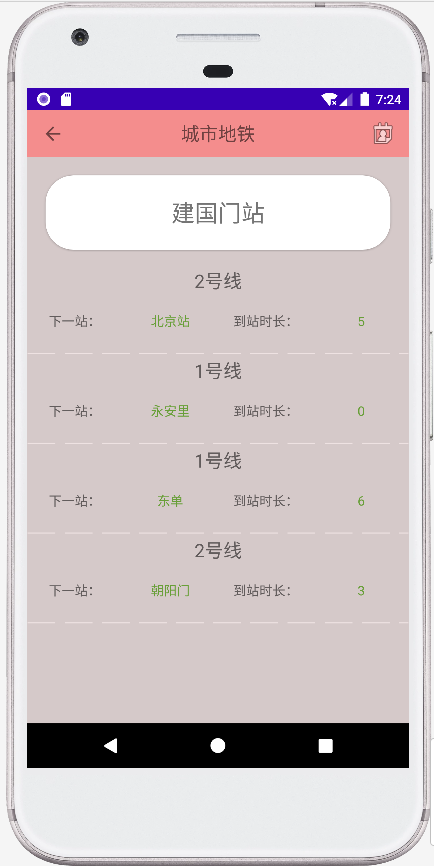 7:24
城市地铁
建国门站
2号线
下一站： 北京站 到站时长： 5
1号线
下一站： 永安里 到站时长： 0
1号线
下一站： 东单 到站时长： 6
2号线
下一站： 朝阳门 到站时长： 3